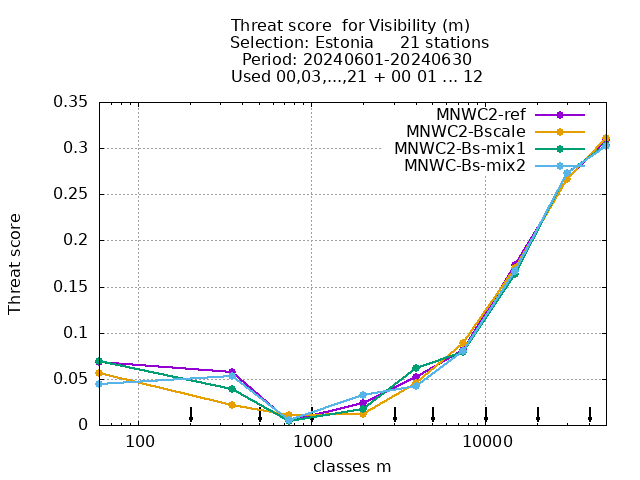 Threat score  for Visibility (m)
Selection: Estonia     21 stations
Period: 20240601-20240630
Used 00,03,...,21 + 00 01 ... 12
MNWC2-ref
MNWC2-Bscale
MNWC2-Bs-mix1
MNWC-Bs-mix2
Threat score
0.35
0.3
0.25
0.2
0.15
0.1
0.05
0
100 1000 10000
classes m